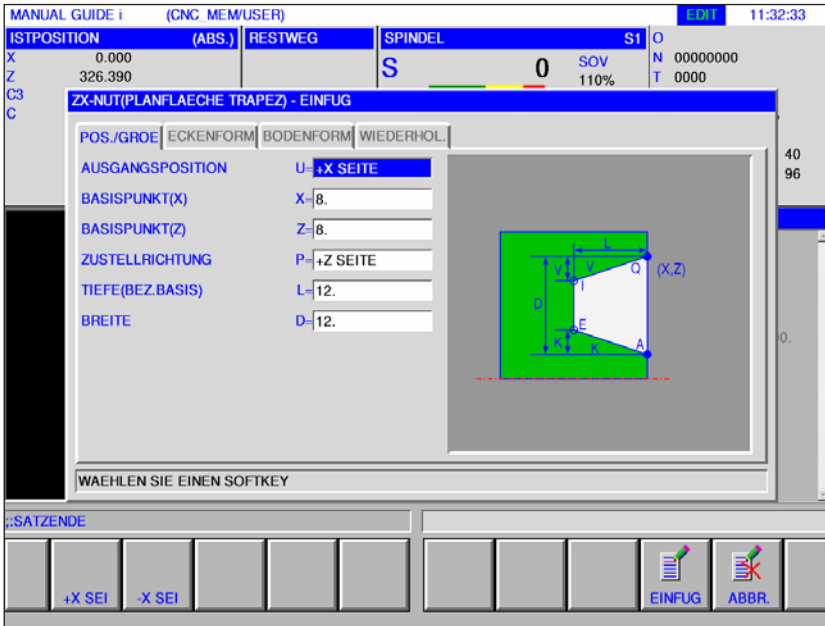 MANUAL GUIDE i (CNC_MEM/USER) EDIT 11:32:33
ISTPOSITION (ABS.) RESTWEG SPINDEL S1 O
X 0.000 N 00000000
Z 326.390 S 0 SOV 110% T 0000
C3
C
ZX-NUT(PLANFLAECHE TRAPEZ) - EINFUG
POS./GROE ECKENFORM BODENFORM WIEDERHOL.
40
96
AUSGANGSPOSITION U= +X SEITE
BASISPUNKT(X) X= 8.
BASISPUNKT(Z) Z= 8.
ZUSTELLRICHTUNG P= +Z SEITE
TIEFE(BEZ.BASIS) L= 12.
BREITE D= 12.
L
V V Q (X,Z)
I
D
E
K K A
0.
WAEHLEN SIE EINEN SOFTKEY
;:SATZENDE
+X SEI -X SEI EINFUG ABBR.